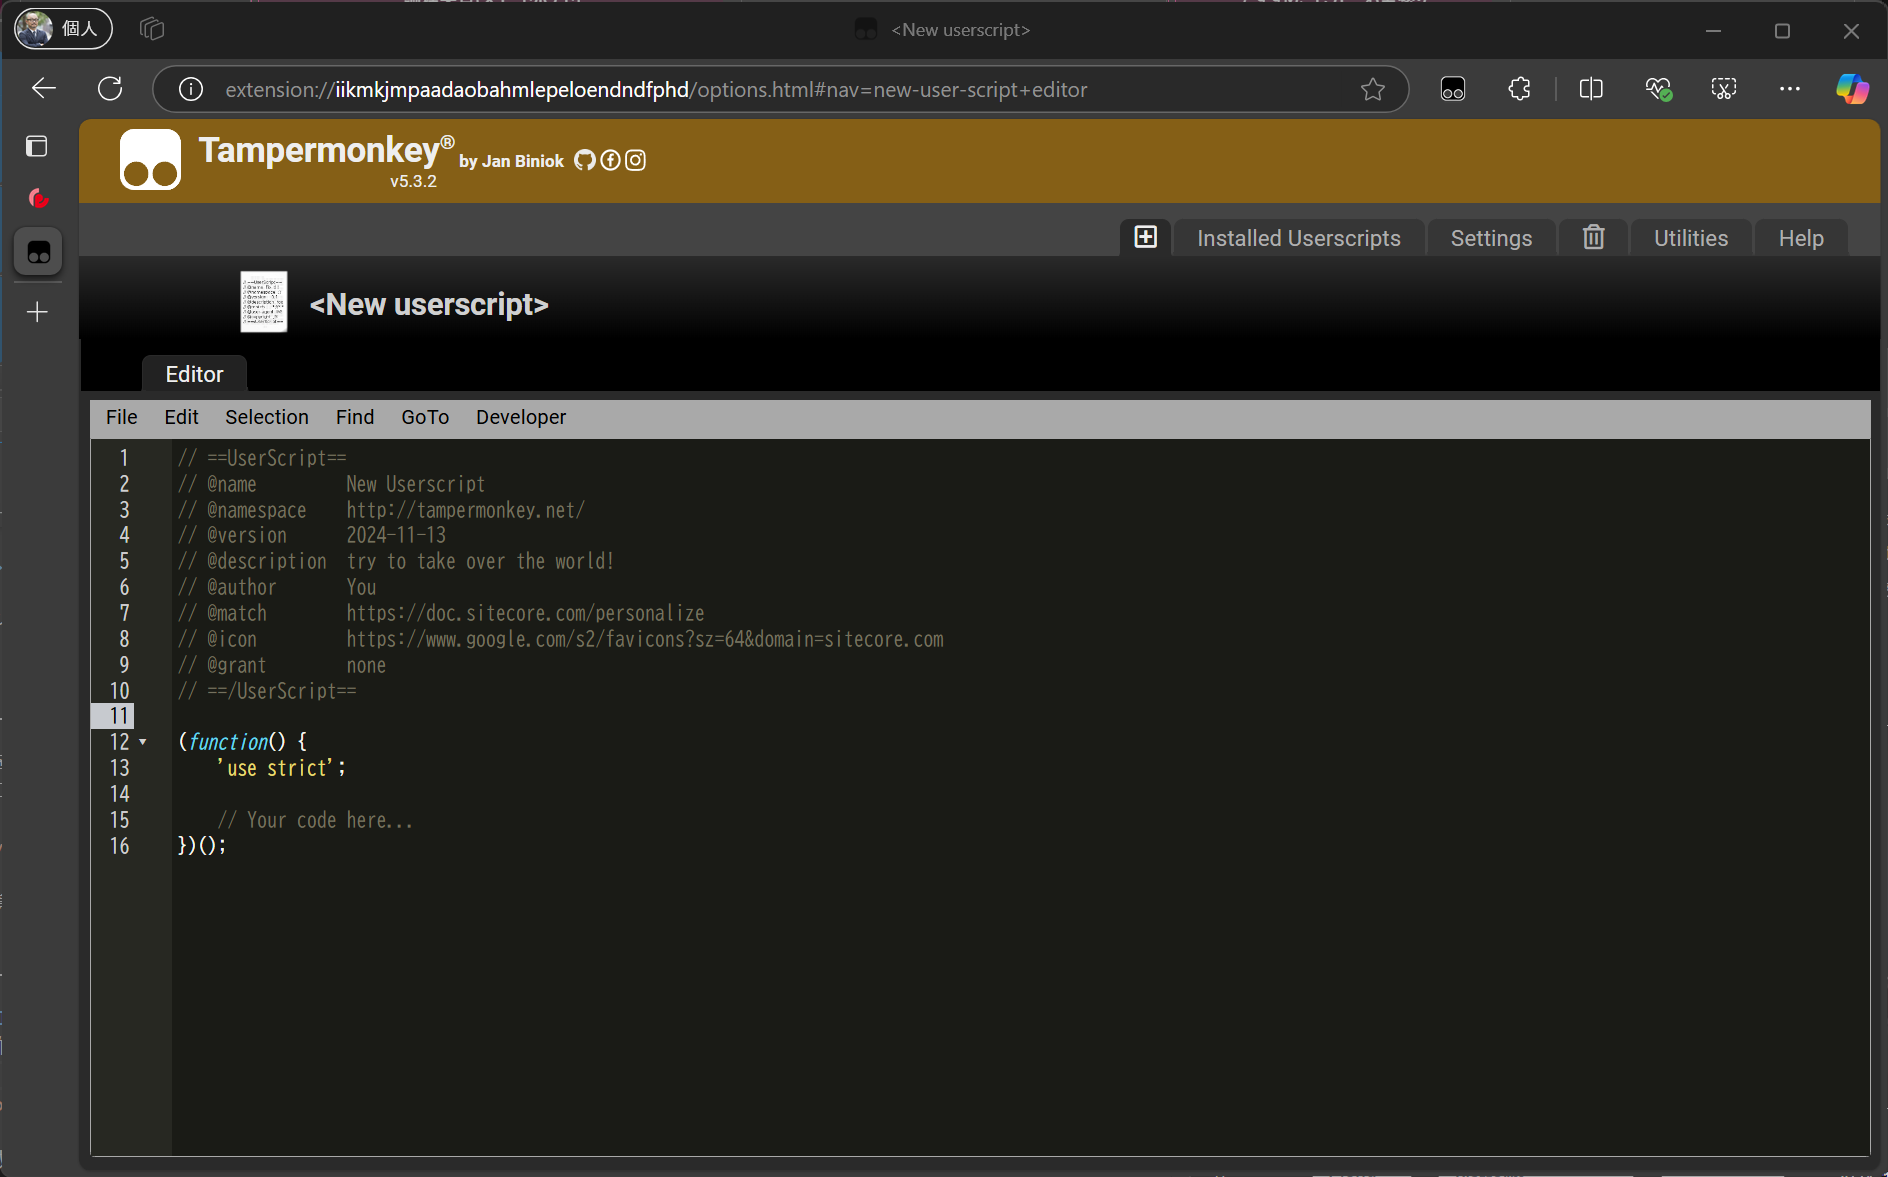 個人
<New userscript>
extension://iikmkjmpaadaobahmlepeloendndfphd/options.html#nav=new-user-script+editor
Tampermonkey® by Jan Biniok
v5.3.2
Installed Userscripts Settings Utilities Help
<New userscript>
Editor
File Edit Selection Find GoTo Developer
1 // ==UserScript==
2 // @name         New Userscript
3 // @namespace    http://tampermonkey.net/
4 // @version      2024-11-13
5 // @description  try to take over the world!
6 // @author       You
7 // @match        https://doc.sitecore.com/personalize
8 // @icon         https://www.google.com/s2/favicons?sz=64&domain=sitecore.com
9 // @grant        none
10 // ==/UserScript==
11
12 (function() {
13     'use strict';
14
15     // Your code here...
16 })();